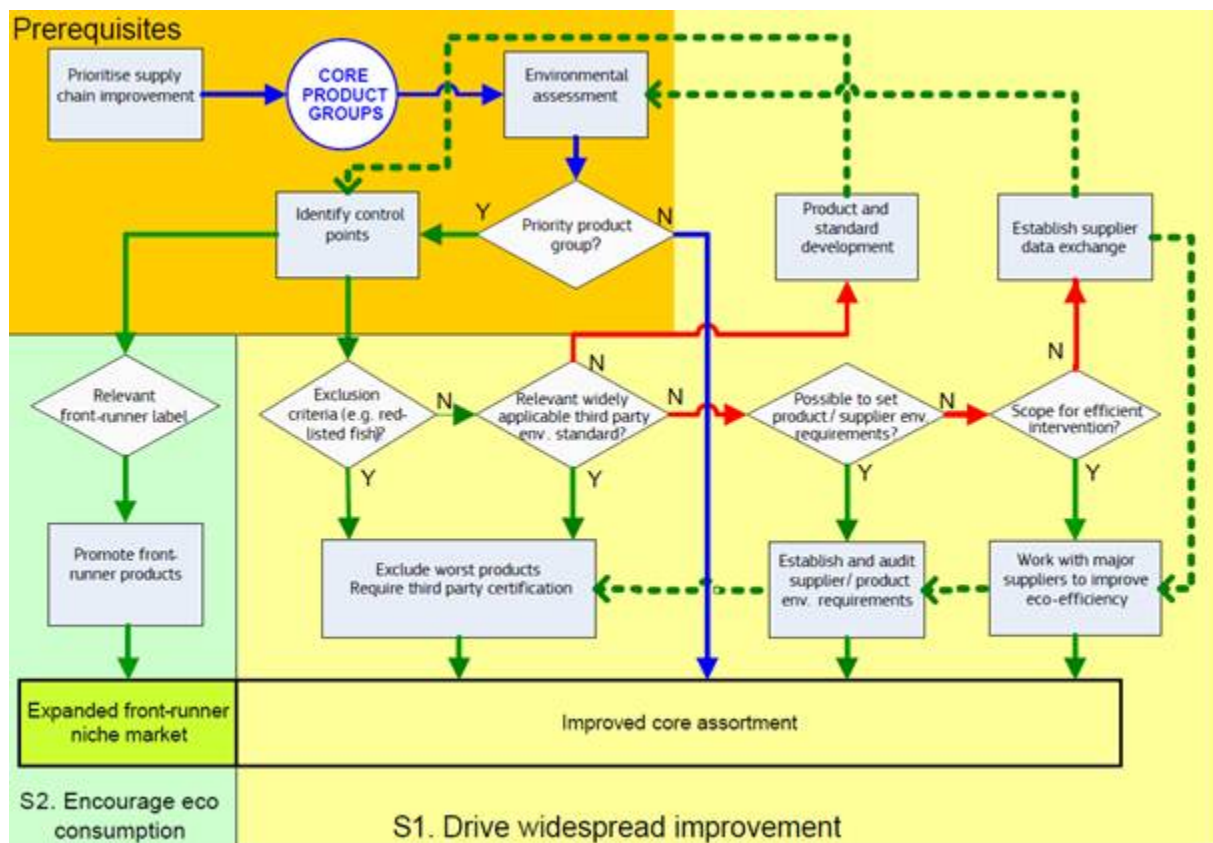 Prerequisites
Prioritise supply
chain improvement
CORE
PRODUCT
GROUPS
Environmental
assessment
Identify control
points
Y
Priority product
group?
N
Product and
standard
development
Establish supplier
data exchange
Relevant
front-runner label
Exclusion
criteria (e.g. red-
listed fish)?
N
Relevant widely
applicable third party
env. standard?
N
N
Possible to set
product / supplier env.
requirements?
N
Scope for efficient
intervention?
N
Y
Y
Y
Y
Promote front-
runner products
Exclude worst products
Require third party certification
Establish and audit
supplier/ product
env. requirements
Work with major
suppliers to improve
eco-efficiency
Expanded front-runner
niche market
Improved core assortment
S2. Encourage eco
consumption
S1. Drive widespread improvement